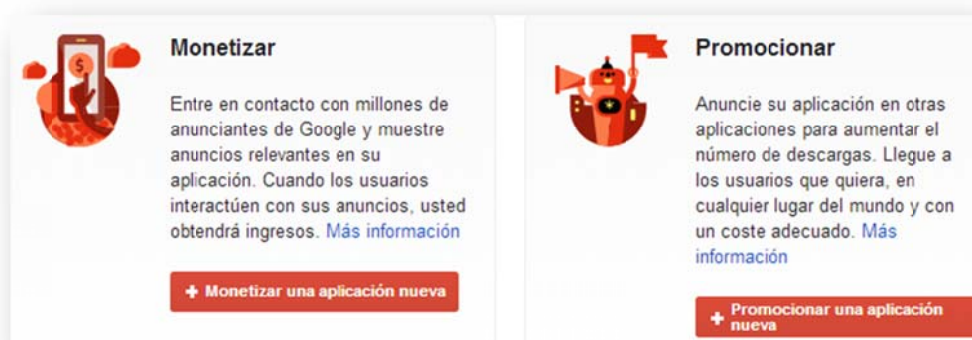 Monetizar
Entre en contacto con millones de
anunciantes de Google y muestre
anuncios relevantes en su
aplicación. Cuando los usuarios
interactúen con sus anuncios, usted
obtendrá ingresos. Más información
+ Monetizar una aplicación nueva
Promocionar
Anuncie su aplicación en otras
aplicaciones para aumentar el
número de descargas. Llegue a
los usuarios que quiera, en
cualquier lugar del mundo y con
un coste adecuado. Más
información
+ Promocionar una aplicación
nueva